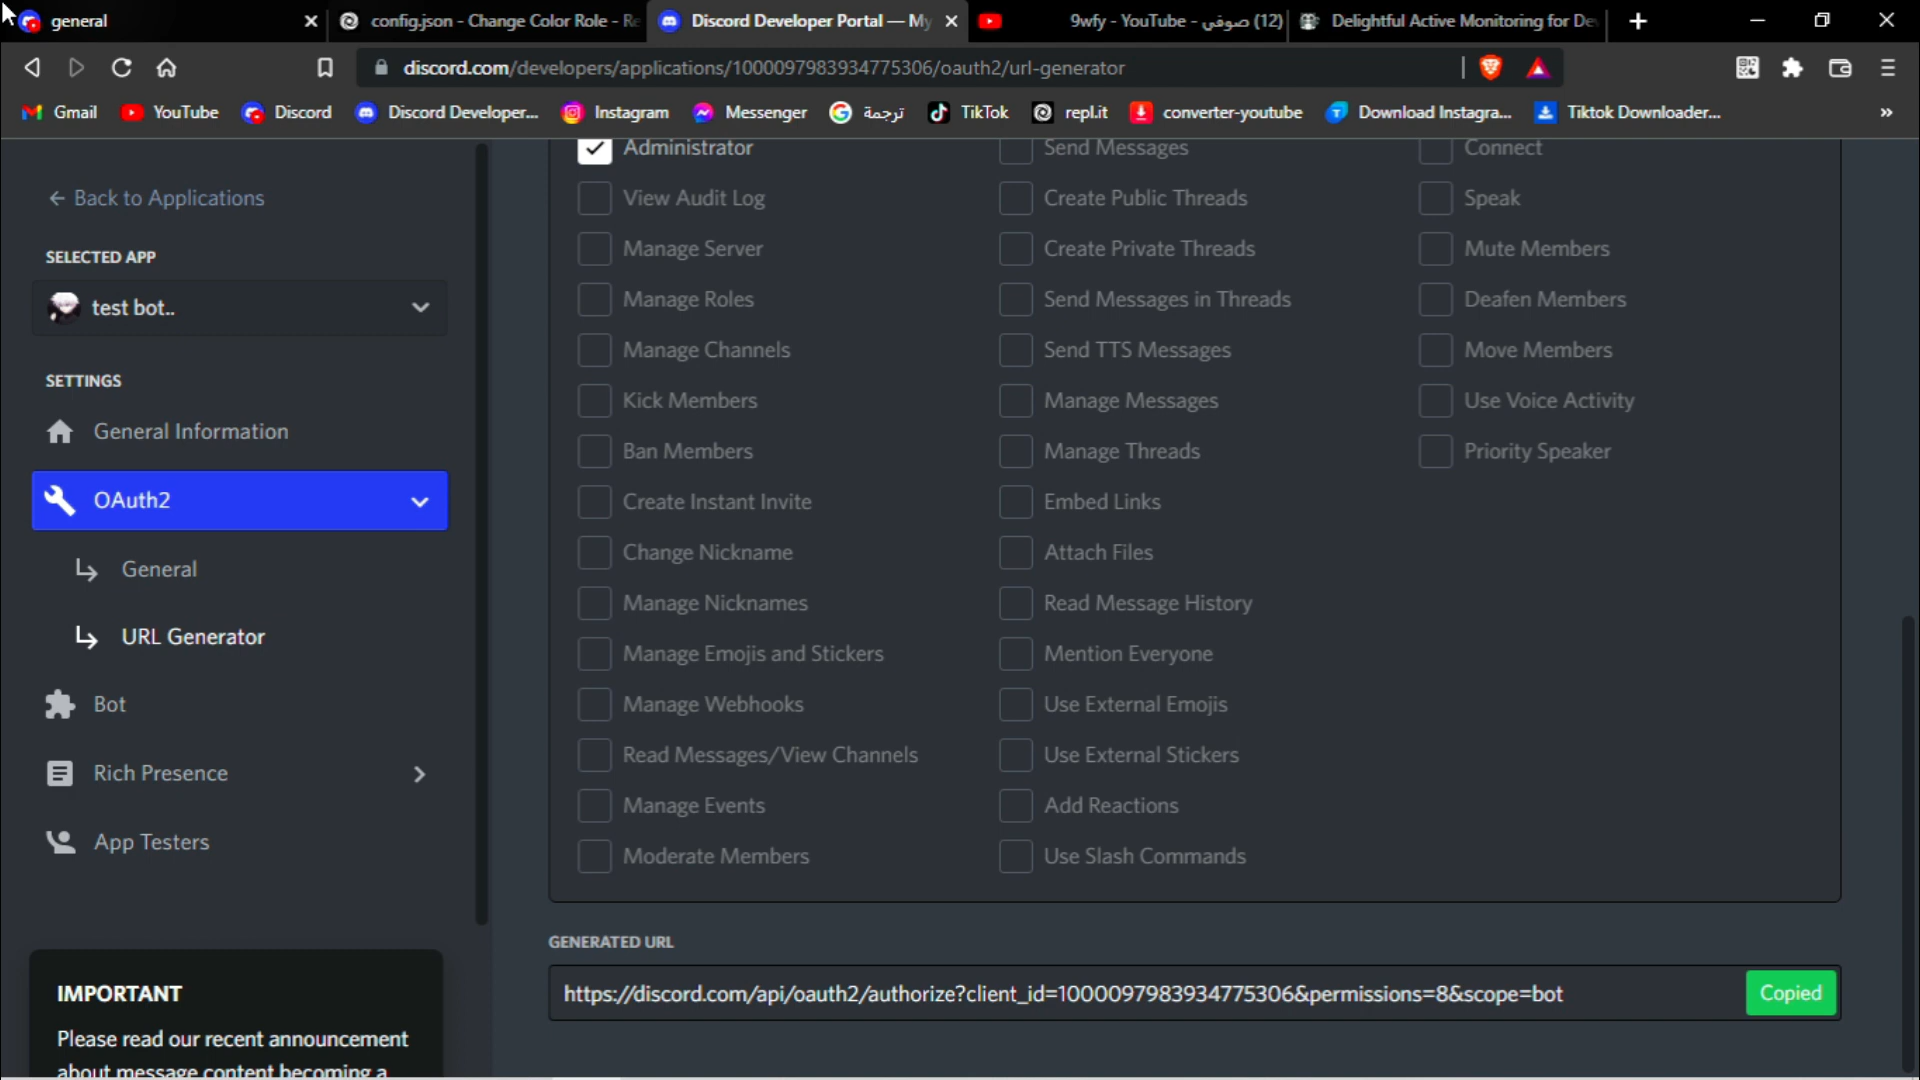 general
config.json - Change Color Role - Re
Discord Developer Portal — My
9wfy - YouTube - صوفي (12)
Delightful Active Monitoring for De
discord.com/developers/applications/1000097983934775306/oauth2/url-generator
Gmail
YouTube
Discord
Discord Developer...
Instagram
Messenger
ترجمة
TikTok
repl.it
converter-youtube
Download Instagra...
Tiktok Downloader...
← Back to Applications
SELECTED APP
test bot..
SETTINGS
General Information
OAuth2
General
URL Generator
Bot
Rich Presence
App Testers
IMPORTANT
Please read our recent announcement
about message content becoming a
Administrator
View Audit Log
Manage Server
Manage Roles
Manage Channels
Kick Members
Ban Members
Create Instant Invite
Change Nickname
Manage Nicknames
Manage Emojis and Stickers
Manage Webhooks
Read Messages/View Channels
Manage Events
Moderate Members
Send Messages
Create Public Threads
Create Private Threads
Send Messages in Threads
Send TTS Messages
Manage Messages
Manage Threads
Embed Links
Attach Files
Read Message History
Mention Everyone
Use External Emojis
Use External Stickers
Add Reactions
Use Slash Commands
Connect
Speak
Mute Members
Deafen Members
Move Members
Use Voice Activity
Priority Speaker
GENERATED URL
https://discord.com/api/oauth2/authorize?client_id=1000097983934775306&permissions=8&scope=bot
Copied